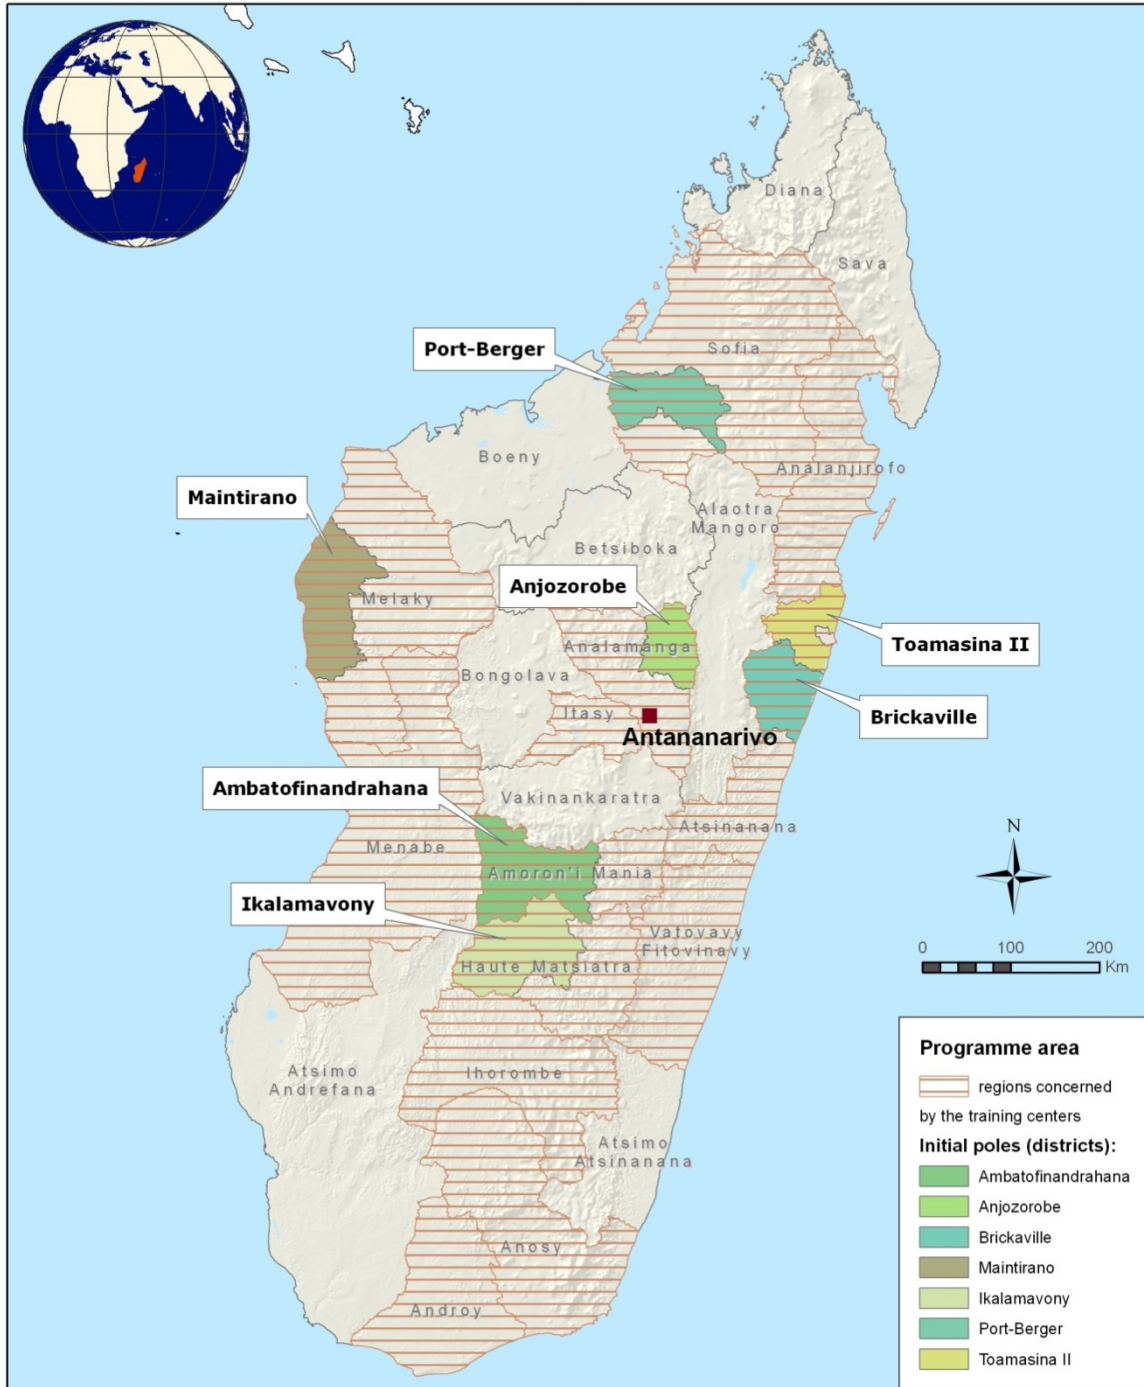 Diana
Sava
Port-Berger
Sofia
Boeny
Analanjirofo
Maintirano
Alaotra
Mangoro
Betsiboka
Anjozorobe
Melaky
Toamasina II
Analamanga
Bongolava
Itasy
Brickaville
Antananarivo
Ambatofinandrahana
Vakinankaratra
Atsinanana
Menabe
N
Amoron'i Mania
Ikalamavony
Vatovavy
Fitovinavy
0 100 200
Km
Haute Matsiatra
Atsimo
Andrefana
Ihorombe
Atsimo
Atsinanana
Anosy
Androy
Programme area
regions concerned
by the training centers
Initial poles (districts):
Ambatofinandrahana
Anjozorobe
Brickaville
Maintirano
Ikalamavony
Port-Berger
Toamasina II